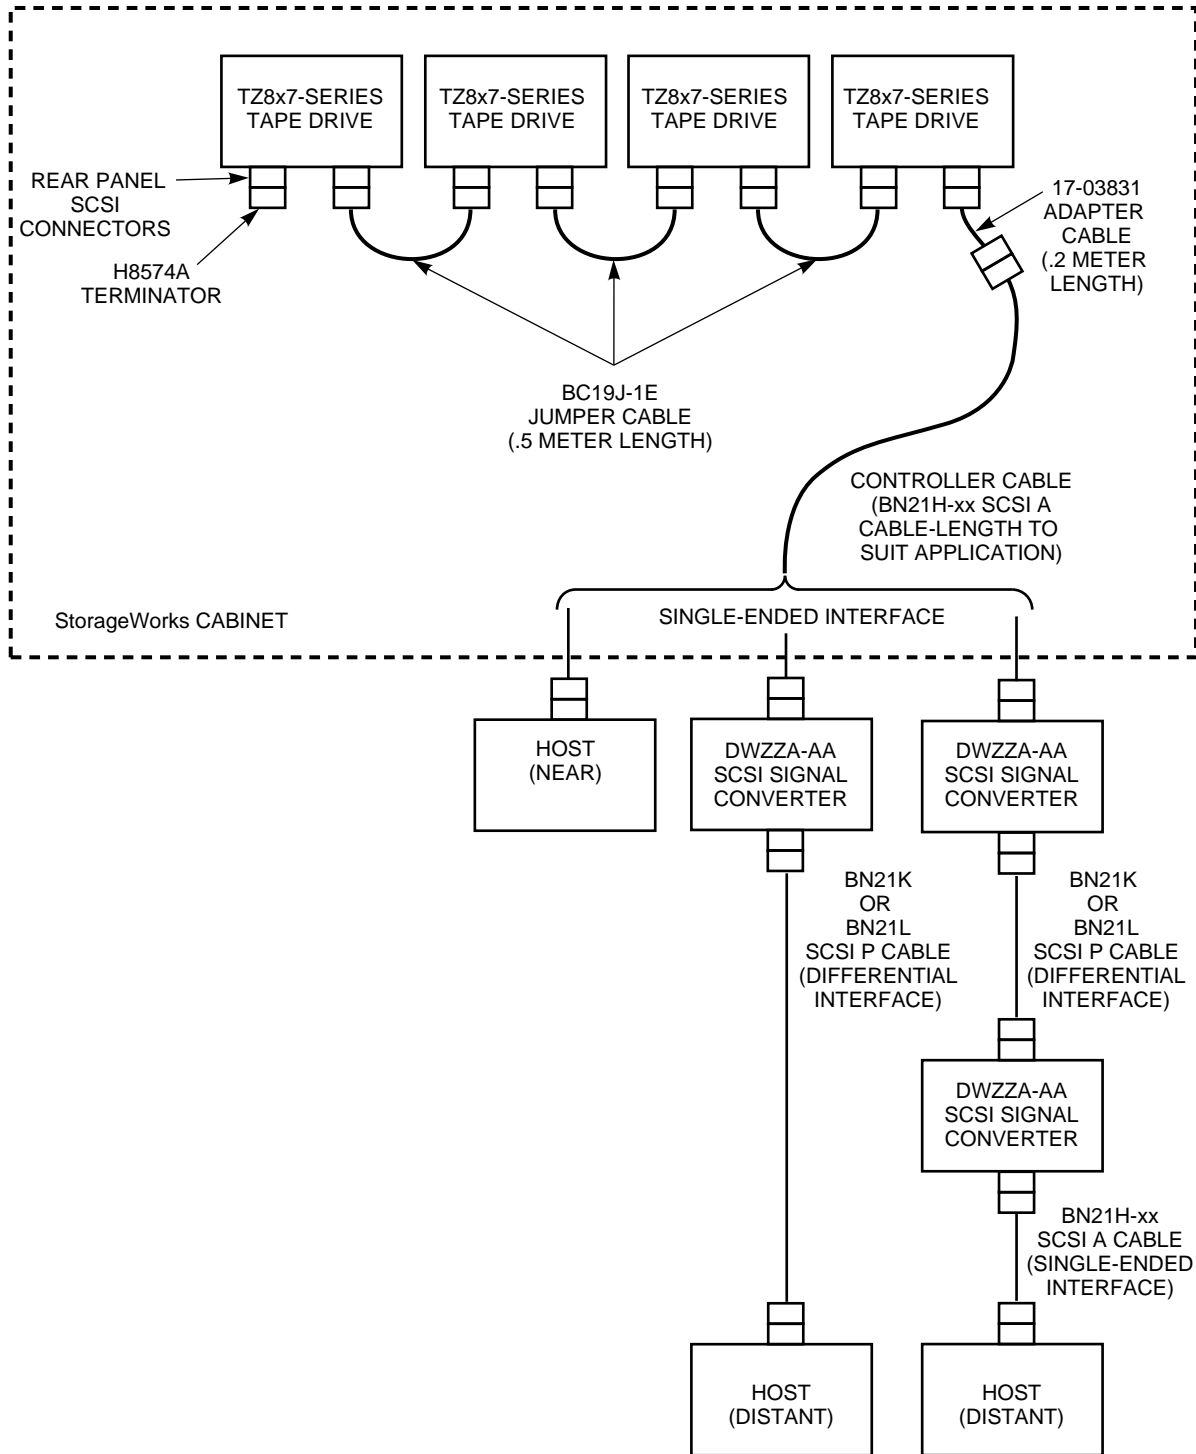 TZ8x7-SERIES
TAPE DRIVE
TZ8x7-SERIES
TAPE DRIVE
TZ8x7-SERIES
TAPE DRIVE
TZ8x7-SERIES
TAPE DRIVE
REAR PANEL
SCSI
CONNECTORS
H8574A
TERMINATOR
17-03831
ADAPTER
CABLE
(.2 METER
LENGTH)
BC19J-1E
JUMPER CABLE
(.5 METER LENGTH)
CONTROLLER CABLE
(BN21H-xx SCSI A
CABLE-LENGTH TO
SUIT APPLICATION)
StorageWorks CABINET
SINGLE-ENDED INTERFACE
HOST
(NEAR)
DWZZA-AA
SCSI SIGNAL
CONVERTER
DWZZA-AA
SCSI SIGNAL
CONVERTER
BN21K
OR
BN21L
SCSI P CABLE
(DIFFERENTIAL
INTERFACE)
BN21K
OR
BN21L
SCSI P CABLE
(DIFFERENTIAL
INTERFACE)
DWZZA-AA
SCSI SIGNAL
CONVERTER
BN21H-xx
SCSI A CABLE
(SINGLE-ENDED
INTERFACE)
HOST
(DISTANT)
HOST
(DISTANT)